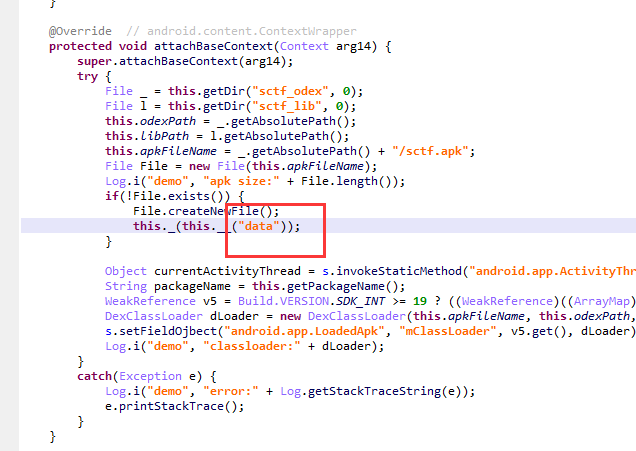 }
@Override  // android.content.ContextWrapper
protected void attachBaseContext(Context arg14) {
    super.attachBaseContext(arg14);
    try {
        File _ = this.getDir("sctf_odex", 0);
        File l = this.getDir("sctf_lib", 0);
        this.odexPath = _.getAbsolutePath();
        this.libPath = l.getAbsolutePath();
        this.apkFileName = _.getAbsolutePath() + "/sctf.apk";
        File File = new File(this.apkFileName);
        Log.i("demo", "apk size:" + File.length());
        if(!File.exists()) {
            File.createNewFile();
            this._(this.__("data"));
        }
        Object currentActivityThread = s.invokeStaticMethod("android.app.ActivityThr
        String packageName = this.getPackageName();
        WeakReference v5 = Build.VERSION.SDK_INT >= 19 ? ((WeakReference)((ArrayMap)
        DexClassLoader dLoader = new DexClassLoader(this.apkFileName, this.odexPath,
        s.setFieldOjbect("android.app.LoadedApk", "mClassLoader", v5.get(), dLoader)
        Log.i("demo", "classloader:" + dLoader);
    }
    catch(Exception e) {
        Log.i("demo", "error:" + Log.getStackTraceString(e));
        e.printStackTrace();
    }
}